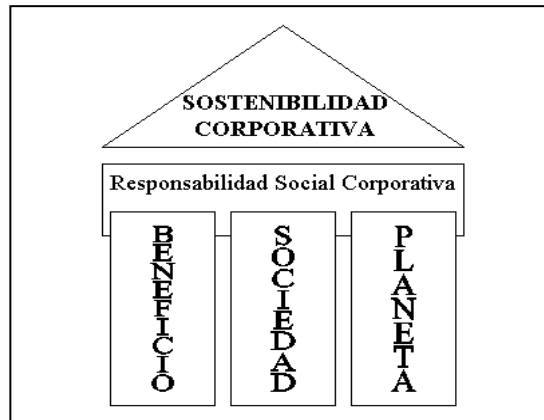 SOSTENIBILIDAD
CORPORATIVA
Responsabilidad Social Corporativa
BENEFICIO
SOCIEDAD
PLANETA